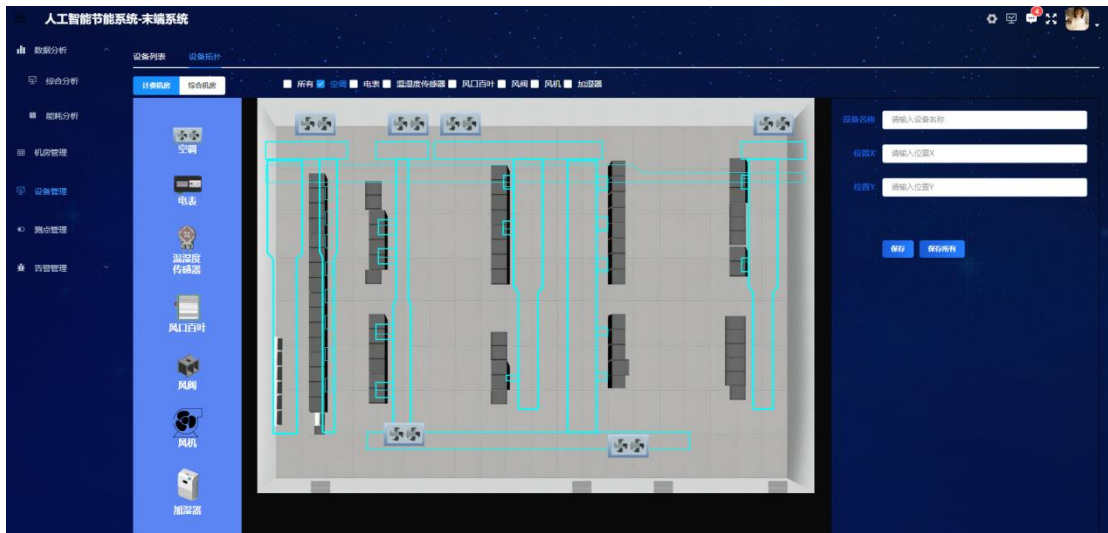 人工智能节能系统-末端系统
数据分析
综合分析
能耗分析
机房管理
设备管理
测点管理
告警管理
设备列表 设备拓扑
计费机房 综合机房
所有 空调 电表 温湿度传感器 风口百叶 风阀 风机 加湿器
空调
电表
温湿度
传感器
风口百叶
风阀
风机
加湿器
设备名称 请输入设备名称
位置X 请输入位置X
位置Y 请输入位置Y
保存 保存所有